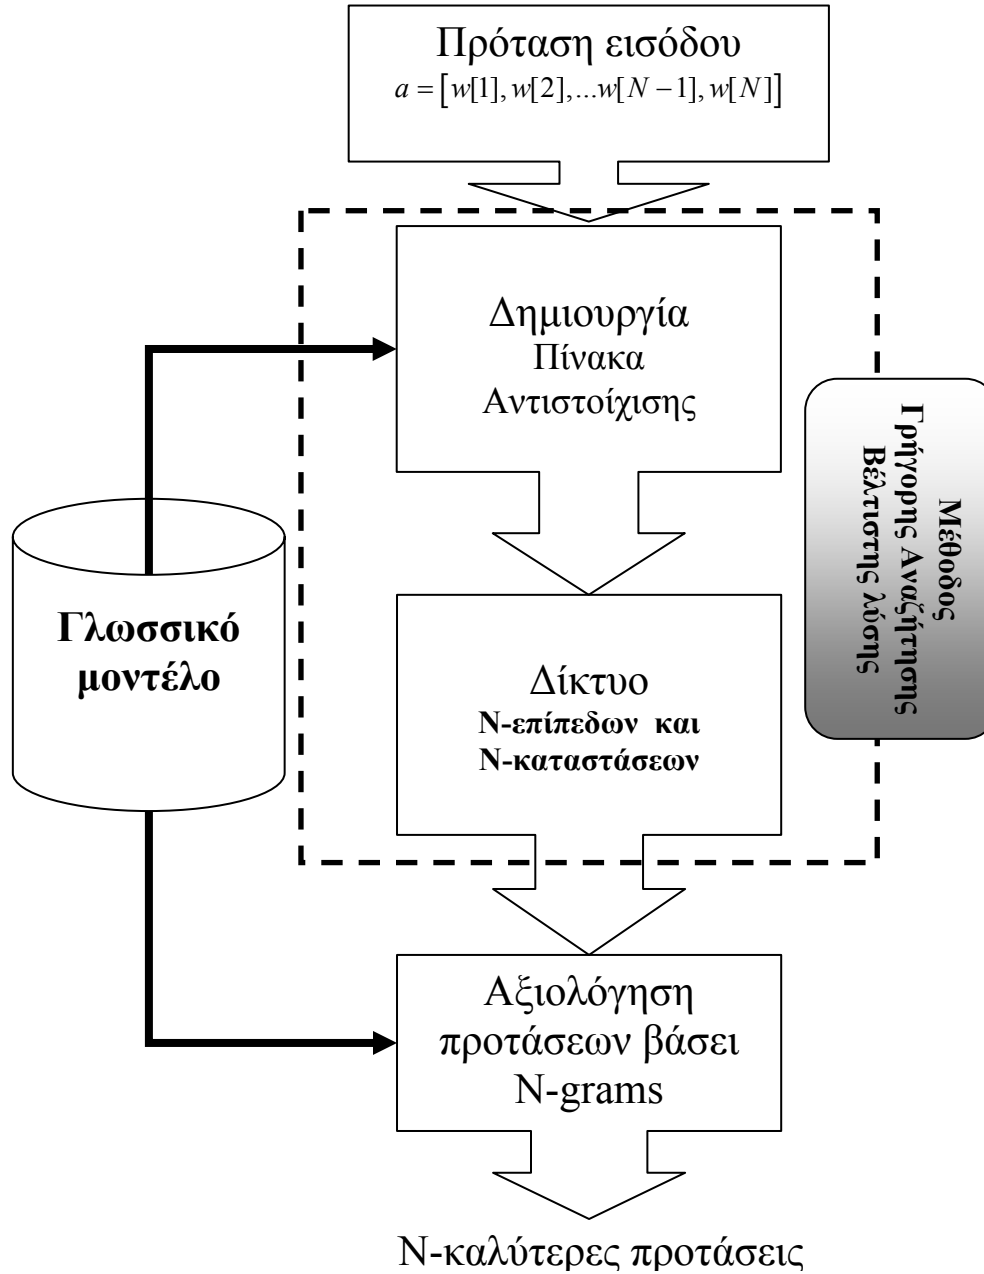 Πρόταση εισόδου
a = [w[1], w[2],...w[N −1], w[N]]
Δημιουργία
Πίνακα
Αντιστοίχισης
Μέθοδος
Γρήγορης Αναζήτησης
Βέλτιστης λύσης
Γλωσσικό
μοντέλο
Δίκτυο
N-επίπεδων και
N-καταστάσεων
Αξιολόγηση
προτάσεων βάσει
N-grams
N-καλύτερες προτάσεις